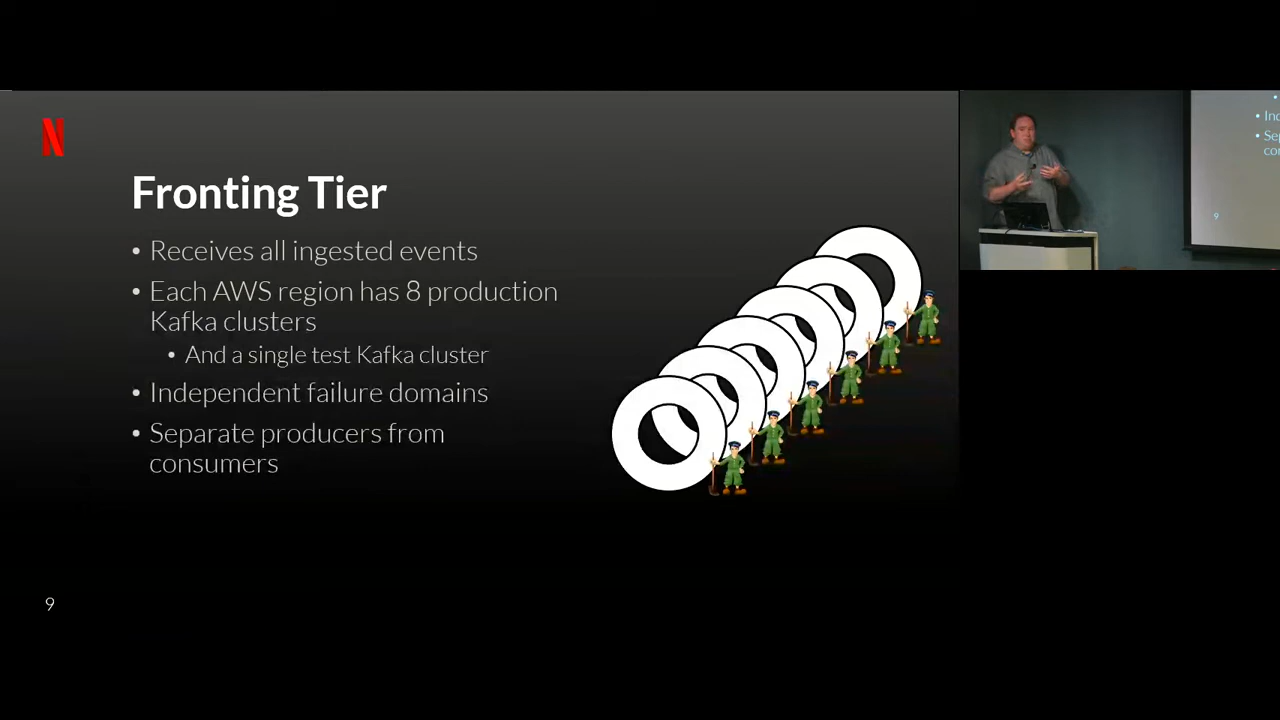 N
Fronting Tier
• Receives all ingested events
• Each AWS region has 8 production
Kafka clusters
• And a single test Kafka cluster
• Independent failure domains
• Separate producers from
consumers
9
9